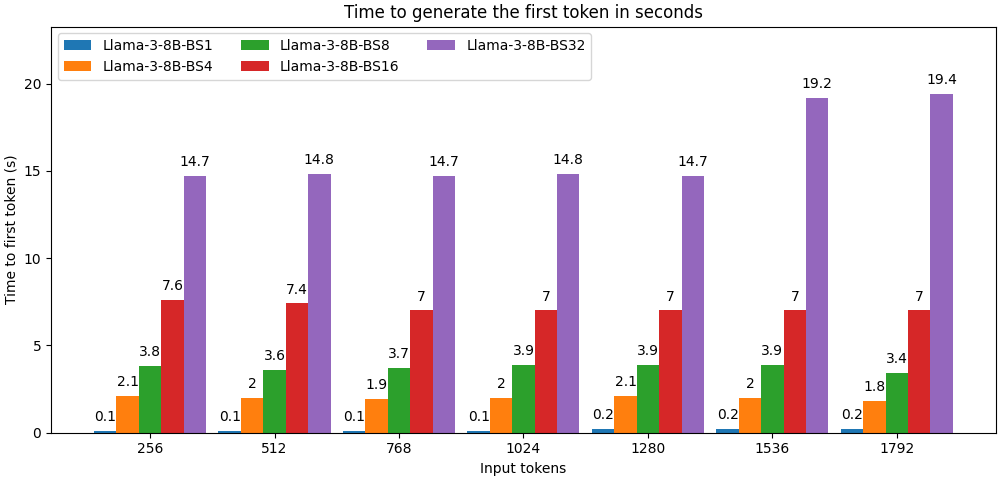 Time to generate the first token in seconds
Llama-3-8B-BS1 Llama-3-8B-BS8 Llama-3-8B-BS32
Llama-3-8B-BS4 Llama-3-8B-BS16
Time to first token (s)
20
15
10
5
0
0.1 2.1 3.8 7.6 14.7
0.1 2 3.6 7.4 14.8
0.1 1.9 3.7 7 14.7
0.1 2 3.9 7 14.8
0.2 2.1 3.9 7 14.7
0.2 2 3.9 7 19.2
0.2 1.8 3.4 7 19.4
256 512 768 1024 1280 1536 1792
Input tokens